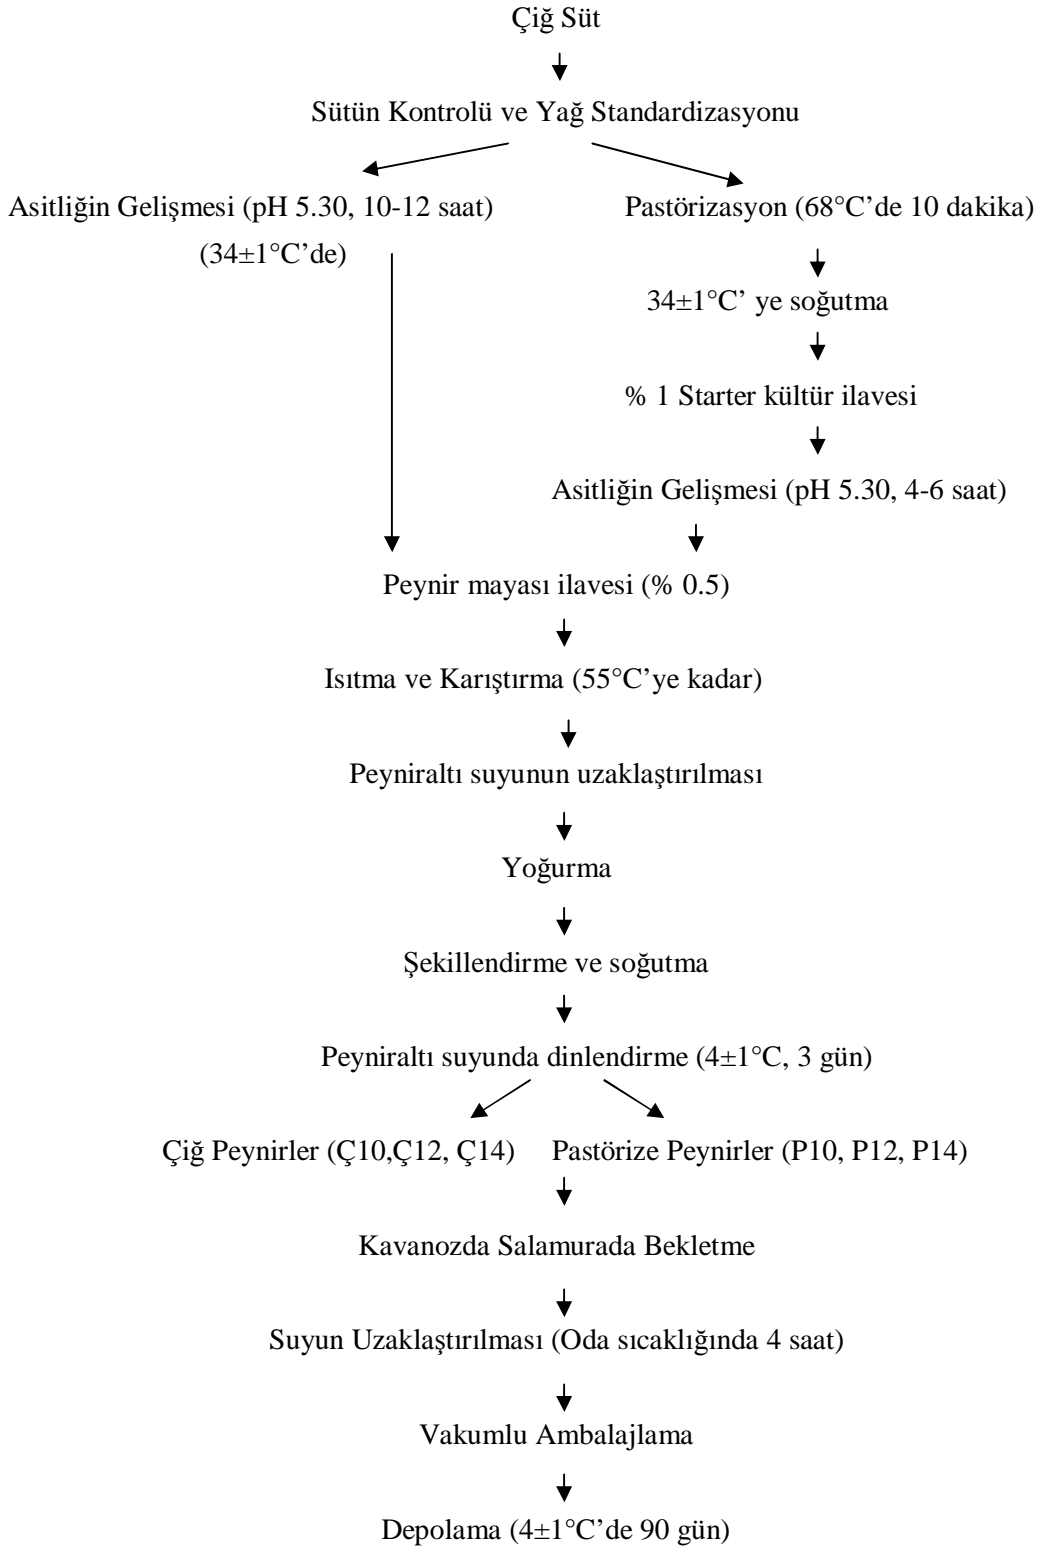 Çiğ Süt
Sütün Kontrolü ve Yağ Standardizasyonu
Asitliğin Gelişmesi (pH 5.30, 10-12 saat)
(34±1°C’de)
Pastörizasyon (68°C’de 10 dakika)
34±1°C’ ye soğutma
% 1 Starter kültür ilavesi
Asitliğin Gelişmesi (pH 5.30, 4-6 saat)
Peynir mayası ilavesi (% 0.5)
Isıtma ve Karıştırma (55°C’ye kadar)
Peyniraltı suyunun uzaklaştırılması
Yoğurma
Şekillendirme ve soğutma
Peyniraltı suyunda dinlendirme (4±1°C, 3 gün)
Çiğ Peynirler (Ç10,Ç12, Ç14)
Pastörize Peynirler (P10, P12, P14)
Kavanozda Salamurada Bekletme
Suyun Uzaklaştırılması (Oda sıcaklığında 4 saat)
Vakumlu Ambalajlama
Depolama (4±1°C’de 90 gün)